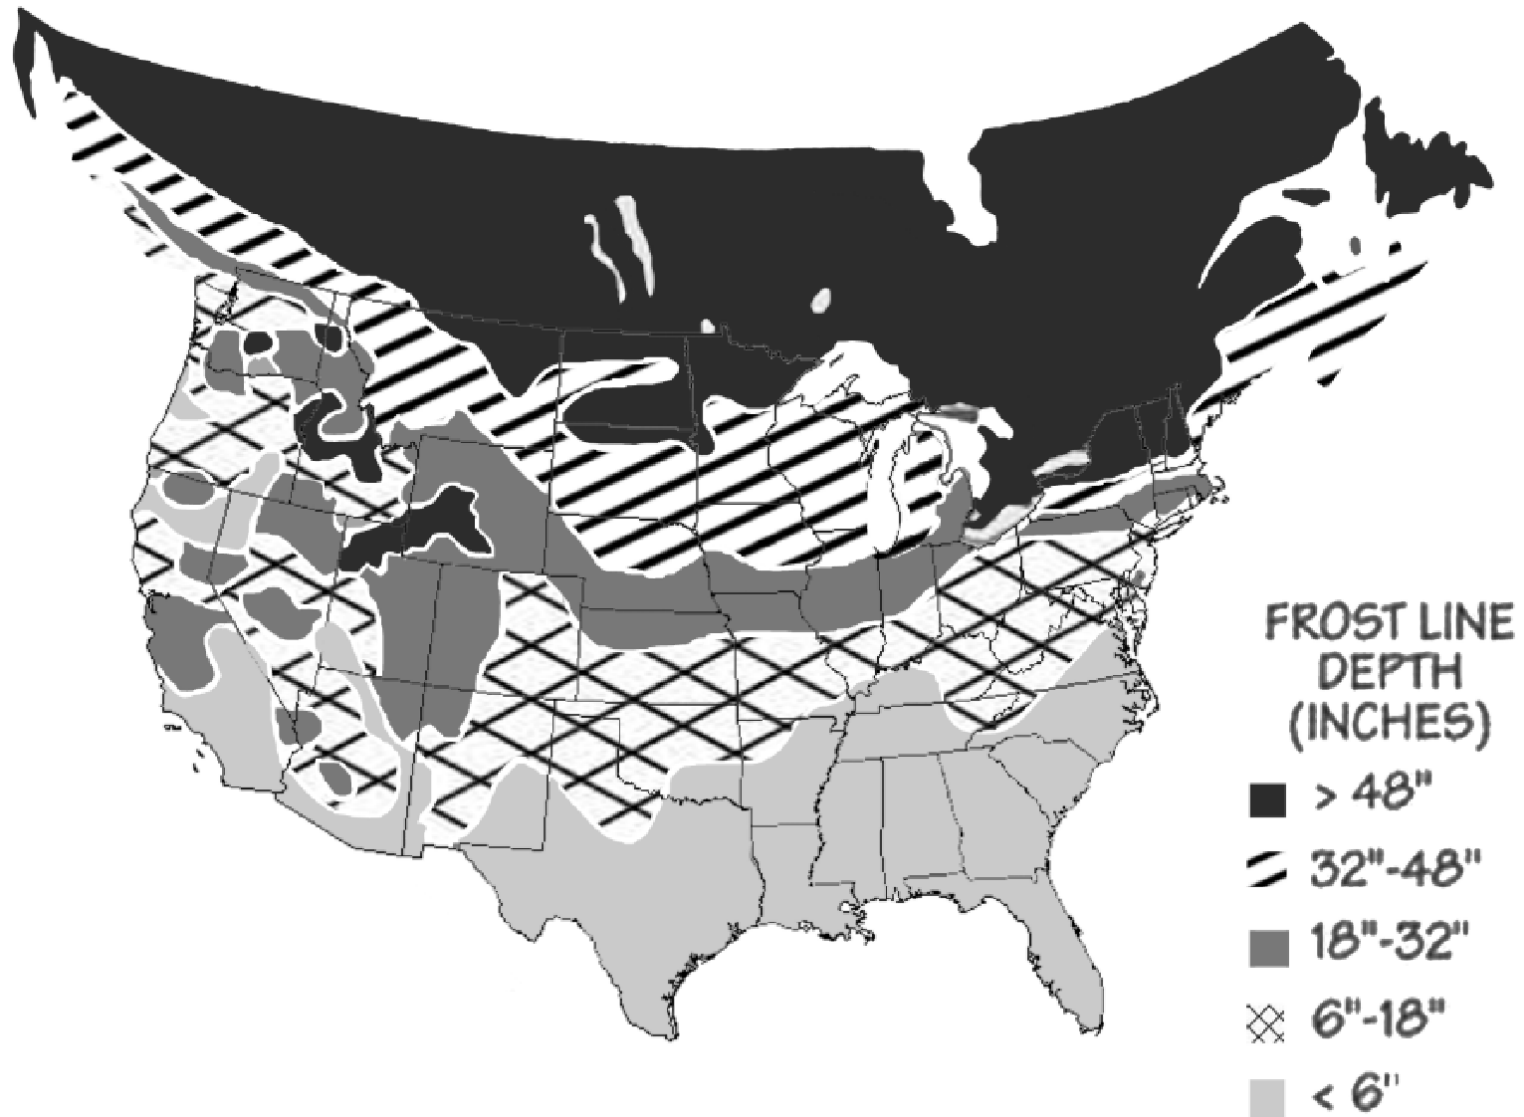 FROST LINE
DEPTH
(INCHES)
> 48"
32"-48"
18"-32"
6"-18"
< 6"